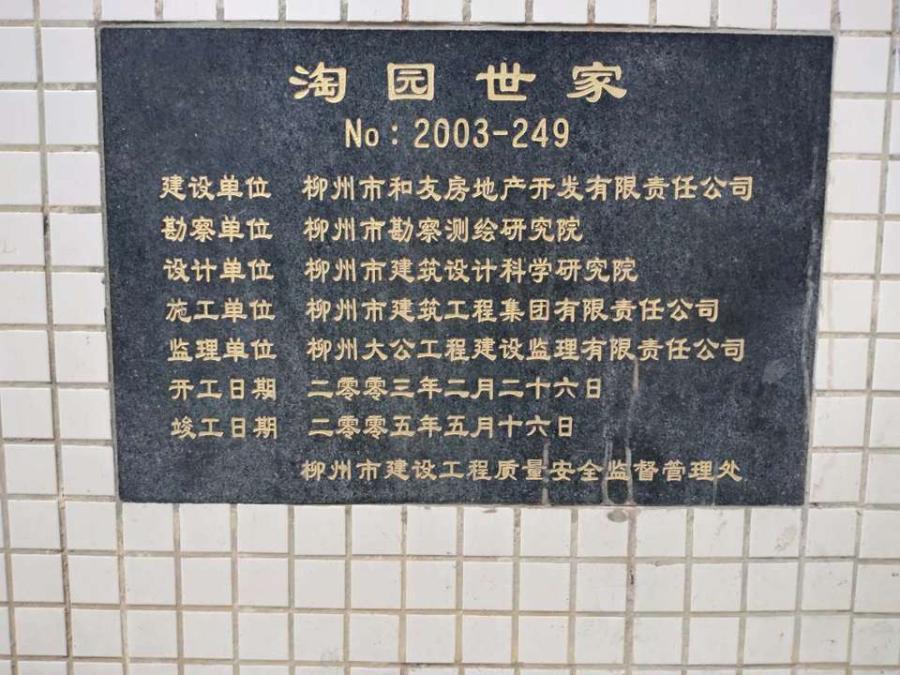 淘园世家
No：2003-249
建设单位 柳州市和友房地产开发有限责任公司
勘察单位 柳州市勘察测绘研究院
设计单位 柳州市建筑设计科学研究院
施工单位 柳州市建筑工程集团有限责任公司
监理单位 柳州大公工程建设监理有限责任公司
开工日期 二零零三年二月二十六日
竣工日期 二零零五年五月十六日
柳州市建设工程质量安全监督管理处